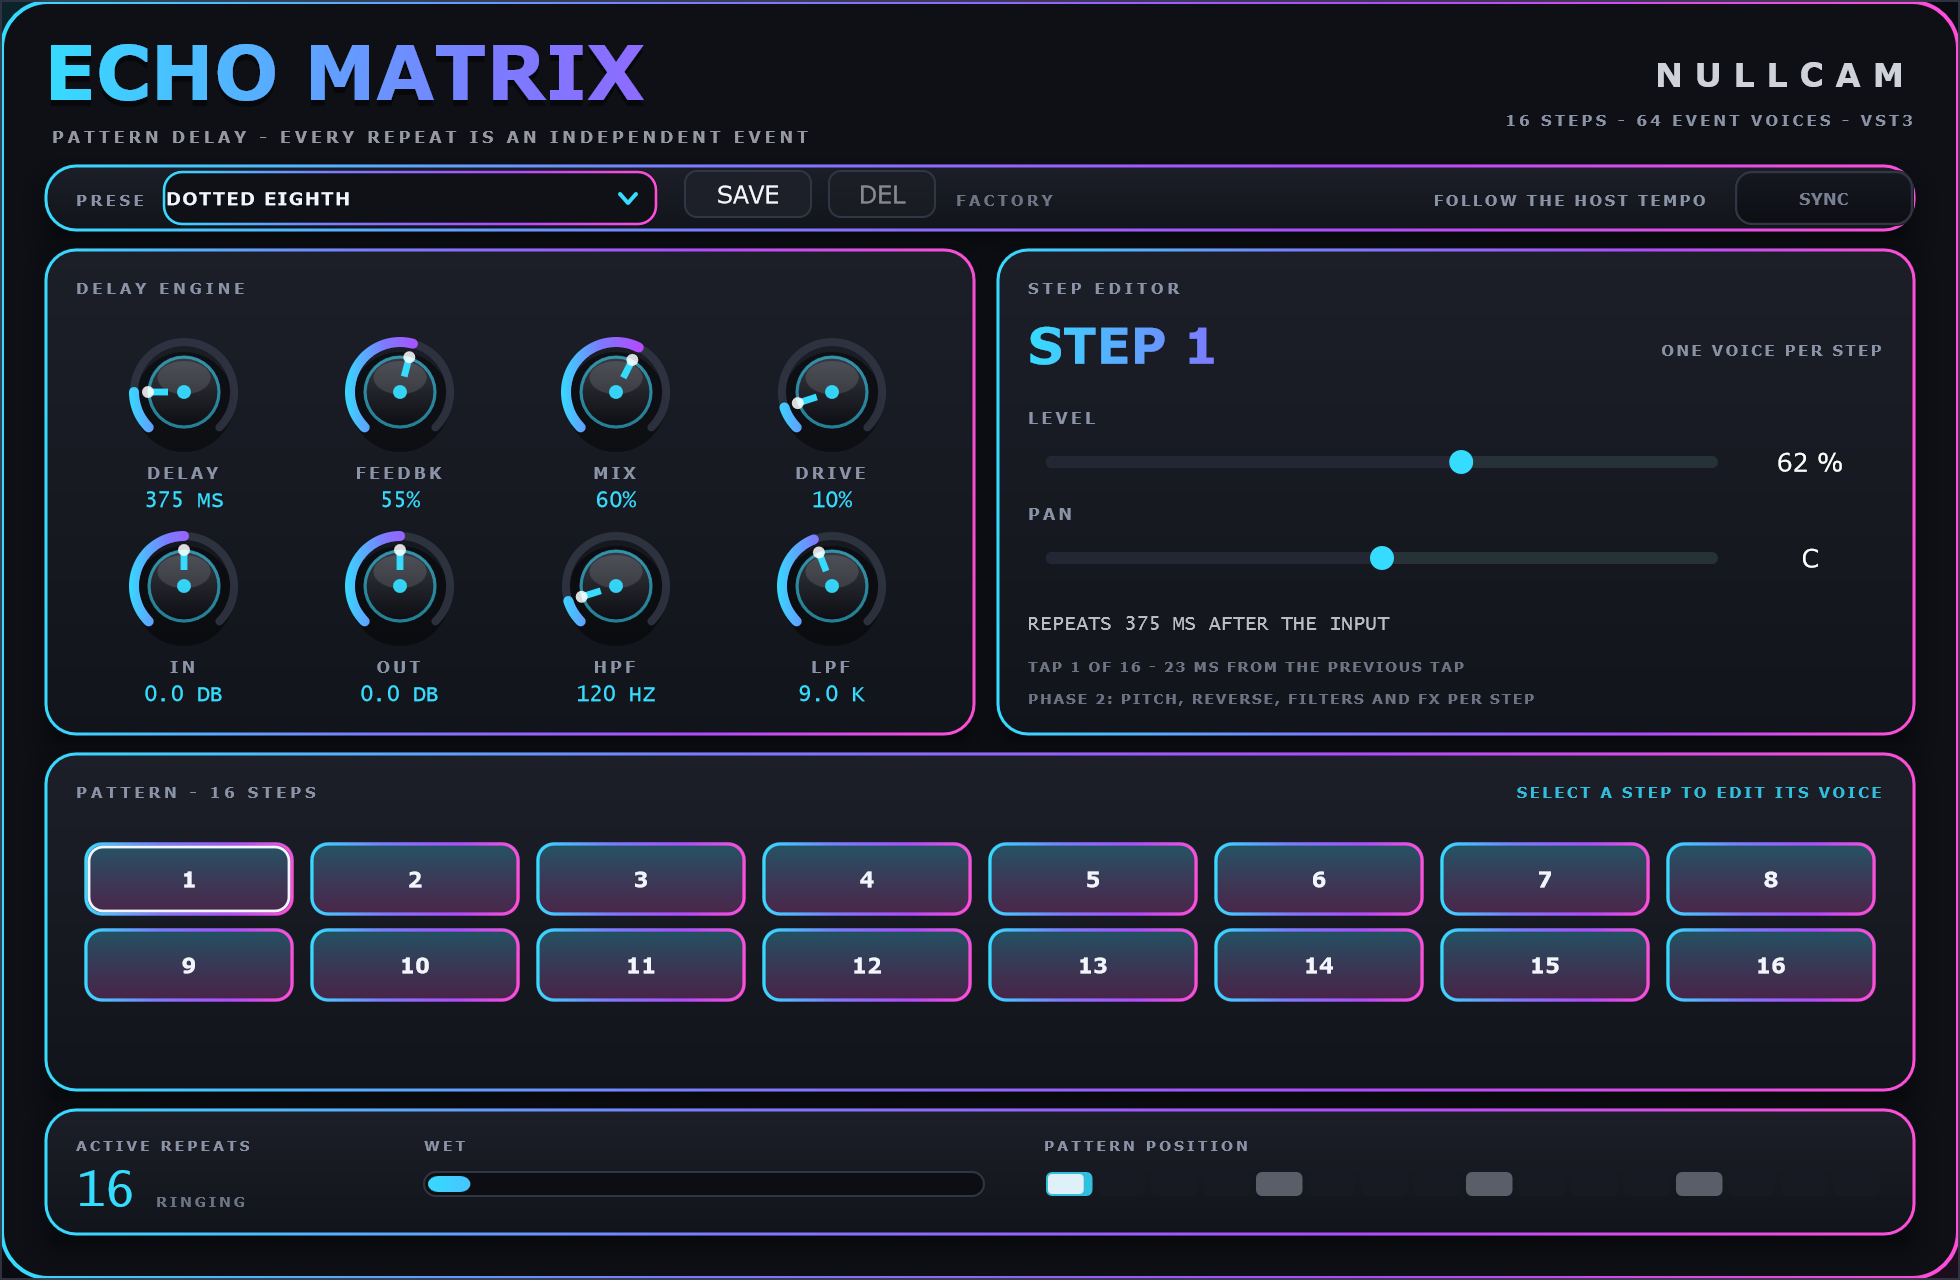 ECHO MATRIX
NULLCAM
PATTERN DELAY - EVERY REPEAT IS AN INDEPENDENT EVENT
16 STEPS - 64 EVENT VOICES - VST3
PRESE DOTTED EIGHTH SAVE DEL FACTORY FOLLOW THE HOST TEMPO SYNC
DELAY ENGINE
DELAY FEEDBK MIX DRIVE
375 MS 55% 60% 10%
IN OUT HPF LPF
0.0 DB 0.0 DB 120 HZ 9.0 K
STEP EDITOR
STEP 1 ONE VOICE PER STEP
LEVEL
62 %
PAN
C
REPEATS 375 MS AFTER THE INPUT
TAP 1 OF 16 - 23 MS FROM THE PREVIOUS TAP
PHASE 2: PITCH, REVERSE, FILTERS AND FX PER STEP
PATTERN - 16 STEPS SELECT A STEP TO EDIT ITS VOICE
1 2 3 4 5 6 7 8
9 10 11 12 13 14 15 16
ACTIVE REPEATS WET PATTERN POSITION
16 RINGING